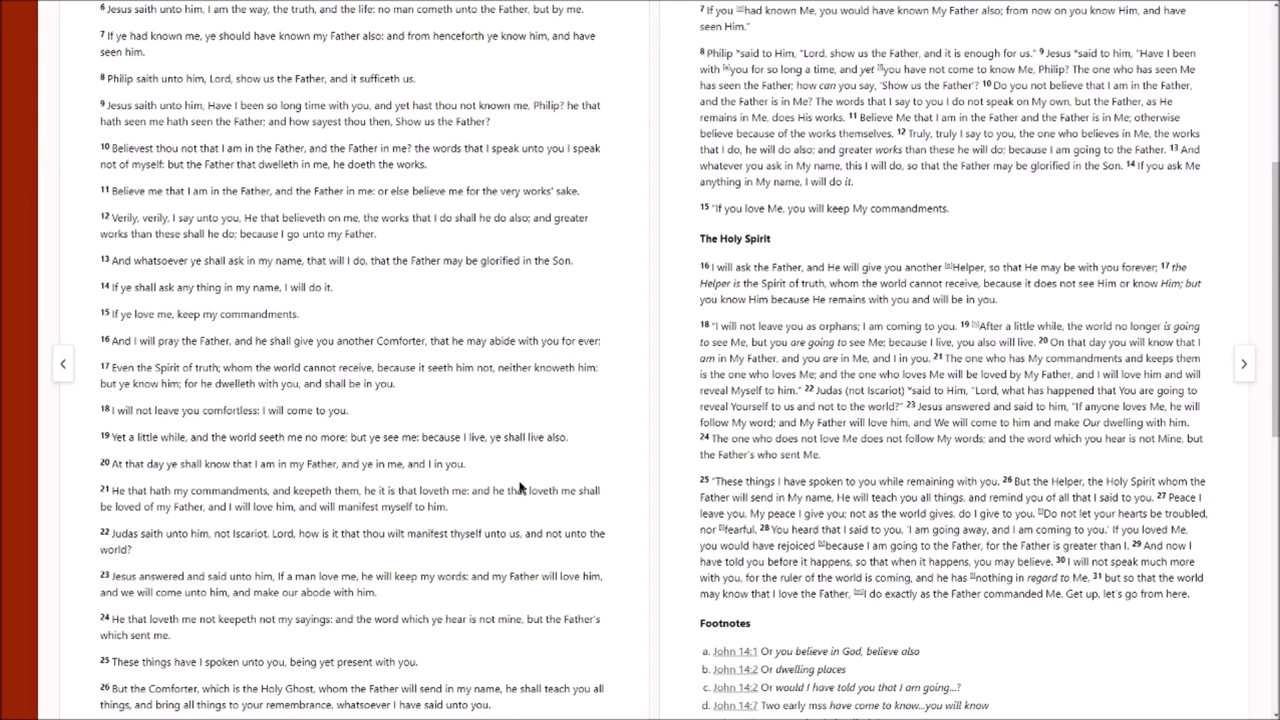 6 Jesus saith unto him, I am the way, the truth, and the life: no man cometh unto the Father, but by me.
7 If ye had known me, ye should have known my Father also: and from henceforth ye know him, and have
seen him.
8 Philip saith unto him, Lord, show us the Father, and it sufficeth us.
9 Jesus saith unto him, Have I been so long time with you, and yet hast thou not known me, Philip? he that
hath seen me hath seen the Father; and how sayest thou then, Show us the Father?
10 Believest thou not that I am in the Father, and the Father in me? the words that I speak unto you I speak
not of myself: but the Father that dwelleth in me, he doeth the works.
11 Believe me that I am in the Father, and the Father in me: or else believe me for the very works' sake.
12 Verily, verily, I say unto you, He that believeth on me, the works that I do shall he do also; and greater
works than these shall he do; because I go unto my Father.
13 And whatsoever ye shall ask in my name, that will I do, that the Father may be glorified in the Son.
14 If ye shall ask any thing in my name, I will do it.
15 If ye love me, keep my commandments.
16 And I will pray the Father, and he shall give you another Comforter, that he may abide with you for ever;
17 Even the Spirit of truth; whom the world cannot receive, because it seeth him not, neither knoweth him:
but ye know him; for he dwelleth with you, and shall be in you.
18 I will not leave you comfortless: I will come to you.
19 Yet a little while, and the world seeth me no more; but ye see me: because I live, ye shall live also.
20 At that day ye shall know that I am in my Father, and ye in me, and I in you.
21 He that hath my commandments, and keepeth them, he it is that loveth me: and he that loveth me shall
be loved of my Father, and I will love him, and will manifest myself to him.
22 Judas saith unto him, not Iscariot, Lord, how is it that thou wilt manifest thyself unto us, and not unto the
world?
23 Jesus answered and said unto him, If a man love me, he will keep my words: and my Father will love him,
and we will come unto him, and make our abode with him.
24 He that loveth me not keepeth not my sayings: and the word which ye hear is not mine, but the Father's
which sent me.
25 These things have I spoken unto you, being yet present with you.
26 But the Comforter, which is the Holy Ghost, whom the Father will send in my name, he shall teach you all
things, and bring all things to your remembrance, whatsoever I have said unto you.
7 If you had known Me, you would have known My Father also; from now on you know Him, and have
seen Him."
8 Philip *said to Him, "Lord, show us the Father, and it is enough for us." 9 Jesus *said to him, "Have I been
with you for so long a time, and yet you have not come to know Me, Philip? The one who has seen Me
has seen the Father; how can you say, 'Show us the Father'? 10 Do you not believe that I am in the Father,
and the Father is in Me? The words that I say to you I do not speak on My own, but the Father, as He
remains in Me, does His works. 11 Believe Me that I am in the Father and the Father is in Me; otherwise
believe because of the works themselves. 12 Truly, truly I say to you, the one who believes in Me, the works
that I do, he will do also; and greater works than these he will do; because I am going to the Father. 13 And
whatever you ask in My name, this I will do, so that the Father may be glorified in the Son. 14 If you ask Me
anything in My name, I will do it.
15 "If you love Me, you will keep My commandments.
The Holy Spirit
16 I will ask the Father, and He will give you another Helper, so that He may be with you forever; 17 the
Helper is the Spirit of truth, whom the world cannot receive, because it does not see Him or know Him; but
you know Him because He remains with you and will be in you.
18 "I will not leave you as orphans; I am coming to you. 19 After a little while, the world no longer is going
to see Me, but you are going to see Me; because I live, you also will live. 20 On that day you will know that I
am in My Father, and you are in Me, and I in you. 21 The one who has My commandments and keeps them
is the one who loves Me; and the one who loves Me will be loved by My Father, and I will love him and will
reveal Myself to him." 22 Judas (not Iscariot) *said to Him, "Lord, what has happened that You are going to
reveal Yourself to us and not to the world?" 23 Jesus answered and said to him, "If anyone loves Me, he will
follow My word; and My Father will love him, and We will come to him and make Our dwelling with him.
24 The one who does not love Me does not follow My words; and the word which you hear is not Mine, but
the Father's who sent Me.
25 "These things I have spoken to you while remaining with you. 26 But the Helper, the Holy Spirit whom the
Father will send in My name, He will teach you all things, and remind you of all that I said to you. 27 Peace I
leave you, My peace I give you; not as the world gives, do I give to you. Do not let your hearts be troubled,
nor fearful. 28 You heard that I said to you, 'I am going away, and I am coming to you.' If you loved Me,
you would have rejoiced because I am going to the Father, for the Father is greater than I. 29 And now I
have told you before it happens, so that when it happens, you may believe. 30 I will not speak much more
with you, for the ruler of the world is coming, and he has nothing in regard to Me, 31 but so that the world
may know that I love the Father, I do exactly as the Father commanded Me. Get up, let's go from here.
Footnotes
a. John 14:1 Or you believe in God, believe also
b. John 14:2 Or dwelling places
c. John 14:2 Or would I have told you that I am going...?
d. John 14:7 Two early mss have come to know...you will know